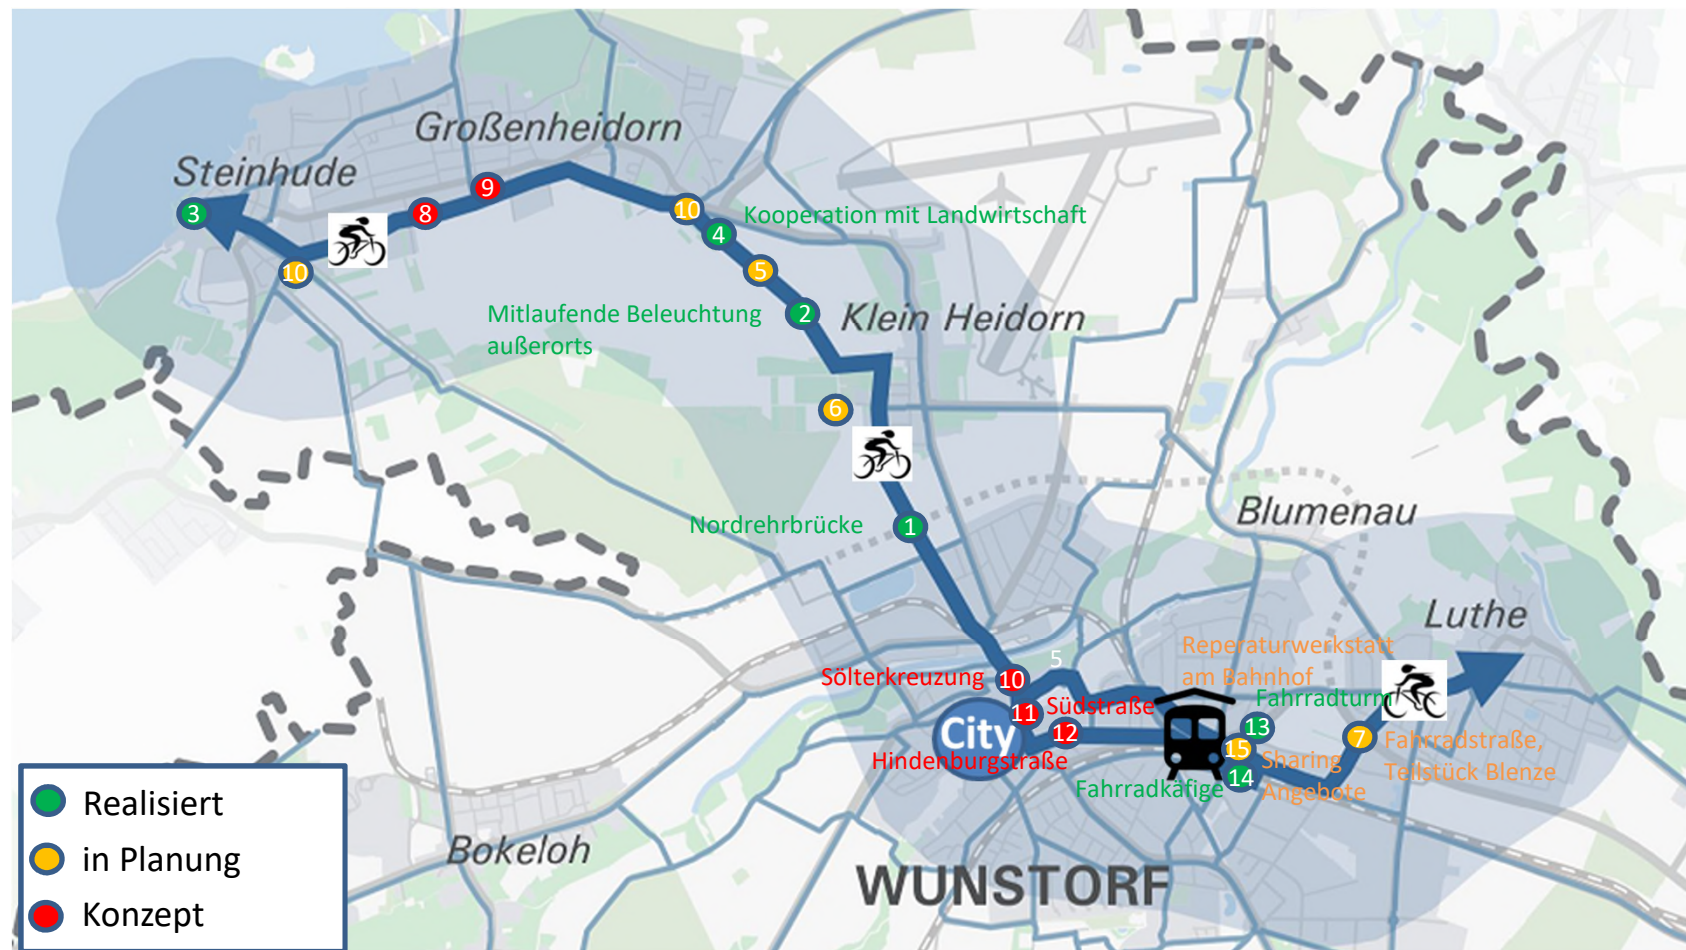 Großenheidorn
Steinhude
9
3
8
10
Kooperation mit Landwirtschaft
4
10
5
Mitlaufende Beleuchtung
außerorts
2
Klein Heidorn
6
Blumenau
Nordrehrbrücke
1
Luthe
Reperaturwerkstatt
am Bahnhof
5
Sölterkreuzung
10
Fahrradturm
11
Südstraße
City
12
13
7
Fahrradstraße,
Teilstück Blenze
Hindenburgstraße
15
Sharing
Angebote
Fahrradkäfige
14
Bokeloh
WUNSTORF
Realisiert
in Planung
Konzept